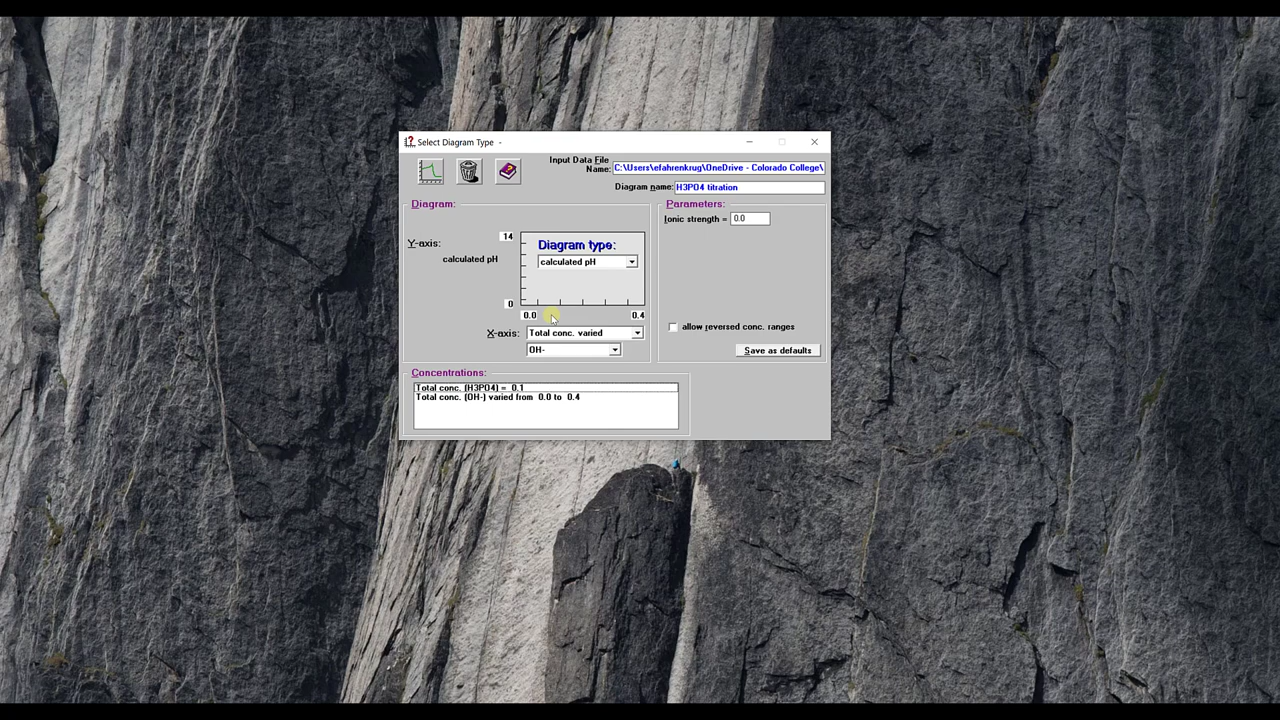 Select Diagram Type -
Input Data File
Name: C:\Users\efahrenkrug\OneDrive - Colorado College\
Diagram name: H3PO4 titration
Diagram:
Parameters:
Ionic strength = 0.0
14
Y-axis:
Diagram type:
calculated pH
calculated pH
0
0.0
0.4
X-axis: Total conc. varied
allow reversed conc. ranges
OH-
Save as defaults
Concentrations:
Total conc. [H3PO4] = 0.1
Total conc. [OH-] varied from 0.0 to 0.4